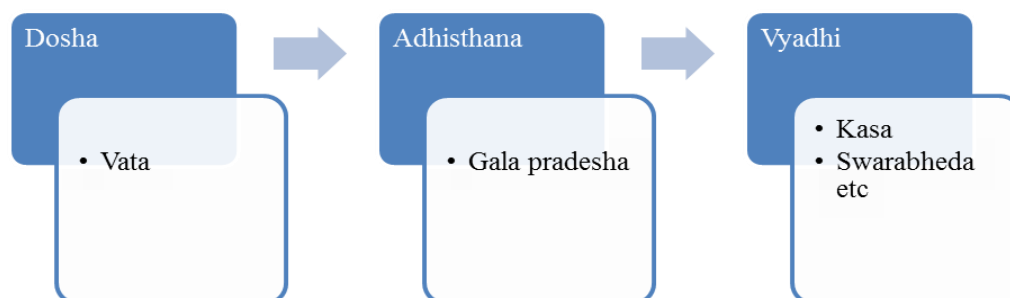 Dosha
• Vata
Adhisthana
• Gala pradesha
Vyadhi
• Kasa
• Swarabheda
etc